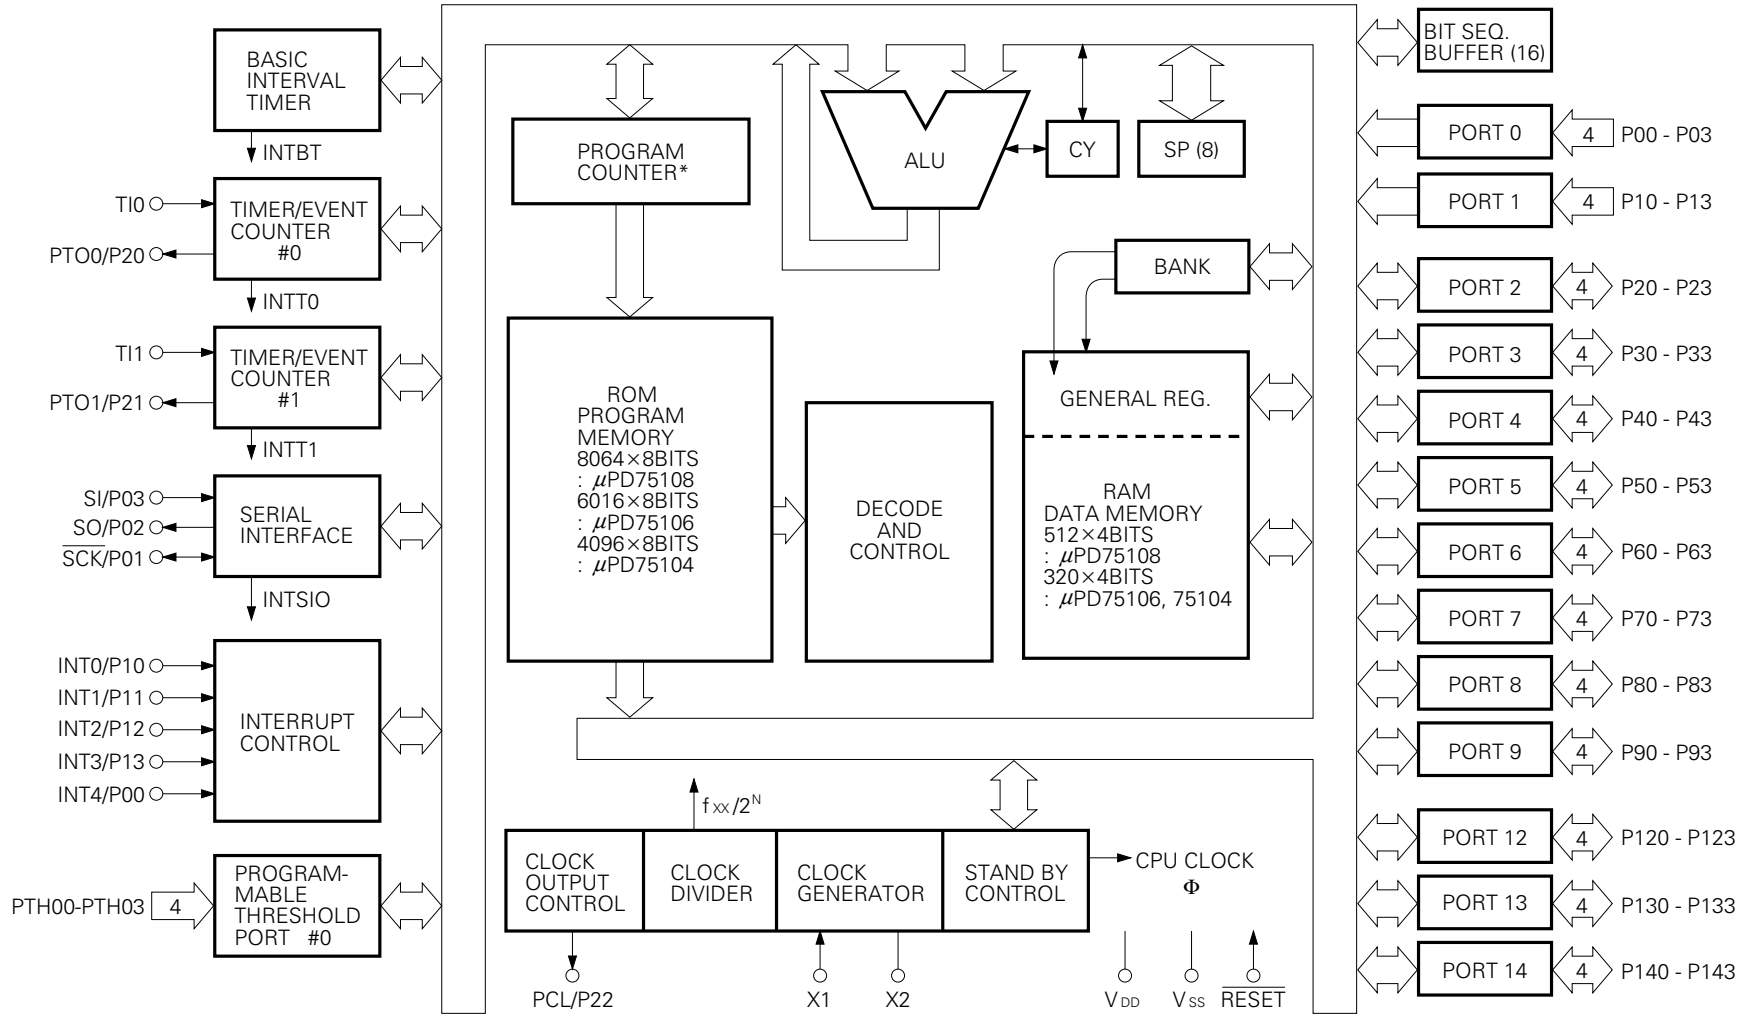 BASIC
INTERVAL
TIMER
INTBT
TI0
PTO0/P20
TIMER/EVENT
COUNTER
#0
INTT0
TI1
PTO1/P21
TIMER/EVENT
COUNTER
#1
INTT1
SI/P03
SO/P02
SCK/P01
SERIAL
INTERFACE
INTSIO
INT0/P10
INT1/P11
INT2/P12
INT3/P13
INT4/P00
INTERRUPT
CONTROL
PTH00-PTH03
4
PROGRAM-
MABLE
THRESHOLD
PORT #0
PROGRAM
COUNTER*
ALU
CY
SP (8)
BANK
ROM
PROGRAM
MEMORY
8064×8BITS
: μPD75108
6016×8BITS
: μPD75106
4096×8BITS
: μPD75104
DECODE
AND
CONTROL
GENERAL REG.
RAM
DATA MEMORY
512×4BITS
: μPD75108
320×4BITS
: μPD75106, 75104
fxx/2^N
CLOCK
OUTPUT
CONTROL
CLOCK
DIVIDER
CLOCK
GENERATOR
STAND BY
CONTROL
CPU CLOCK
Φ
PCL/P22
X1
X2
VDD
VSS
RESET
BIT SEQ.
BUFFER (16)
PORT 0
4
P00 - P03
PORT 1
4
P10 - P13
PORT 2
4
P20 - P23
PORT 3
4
P30 - P33
PORT 4
4
P40 - P43
PORT 5
4
P50 - P53
PORT 6
4
P60 - P63
PORT 7
4
P70 - P73
PORT 8
4
P80 - P83
PORT 9
4
P90 - P93
PORT 12
4
P120 - P123
PORT 13
4
P130 - P133
PORT 14
4
P140 - P143